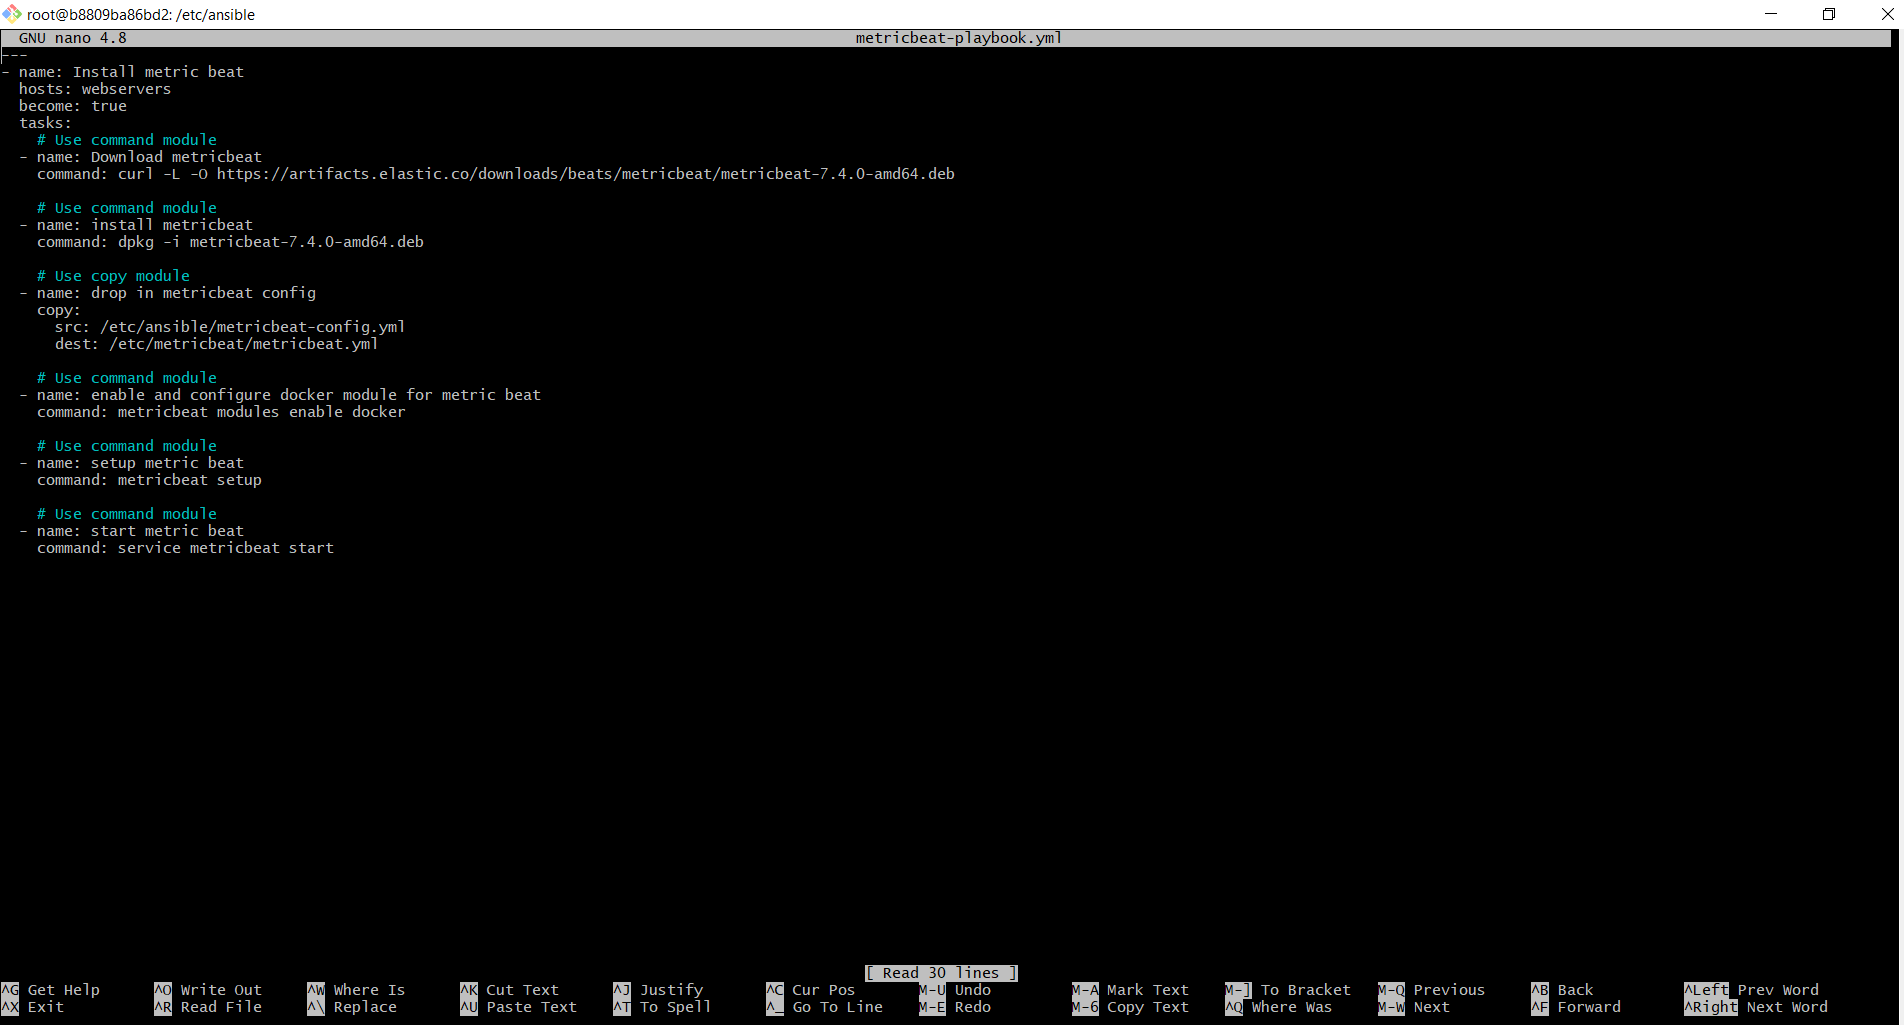 root@b8809ba86bd2: /etc/ansible
GNU nano 4.8 metricbeat-playbook.yml
---
- name: Install metric beat
  hosts: webservers
  become: true
  tasks:
    # Use command module
  - name: Download metricbeat
    command: curl -L -O https://artifacts.elastic.co/downloads/beats/metricbeat/metricbeat-7.4.0-amd64.deb

    # Use command module
  - name: install metricbeat
    command: dpkg -i metricbeat-7.4.0-amd64.deb

    # Use copy module
  - name: drop in metricbeat config
    copy:
      src: /etc/ansible/metricbeat-config.yml
      dest: /etc/metricbeat/metricbeat.yml

    # Use command module
  - name: enable and configure docker module for metric beat
    command: metricbeat modules enable docker

    # Use command module
  - name: setup metric beat
    command: metricbeat setup

    # Use command module
  - name: start metric beat
    command: service metricbeat start
[ Read 30 lines ]
^G Get Help ^O Write Out ^W Where Is ^K Cut Text ^J Justify ^C Cur Pos M-U Undo M-A Mark Text M-] To Bracket M-Q Previous ^B Back ^Left Prev Word
^X Exit ^R Read File ^\ Replace ^U Paste Text ^T To Spell ^_ Go To Line M-E Redo M-6 Copy Text ^Q Where Was M-W Next ^F Forward ^Right Next Word